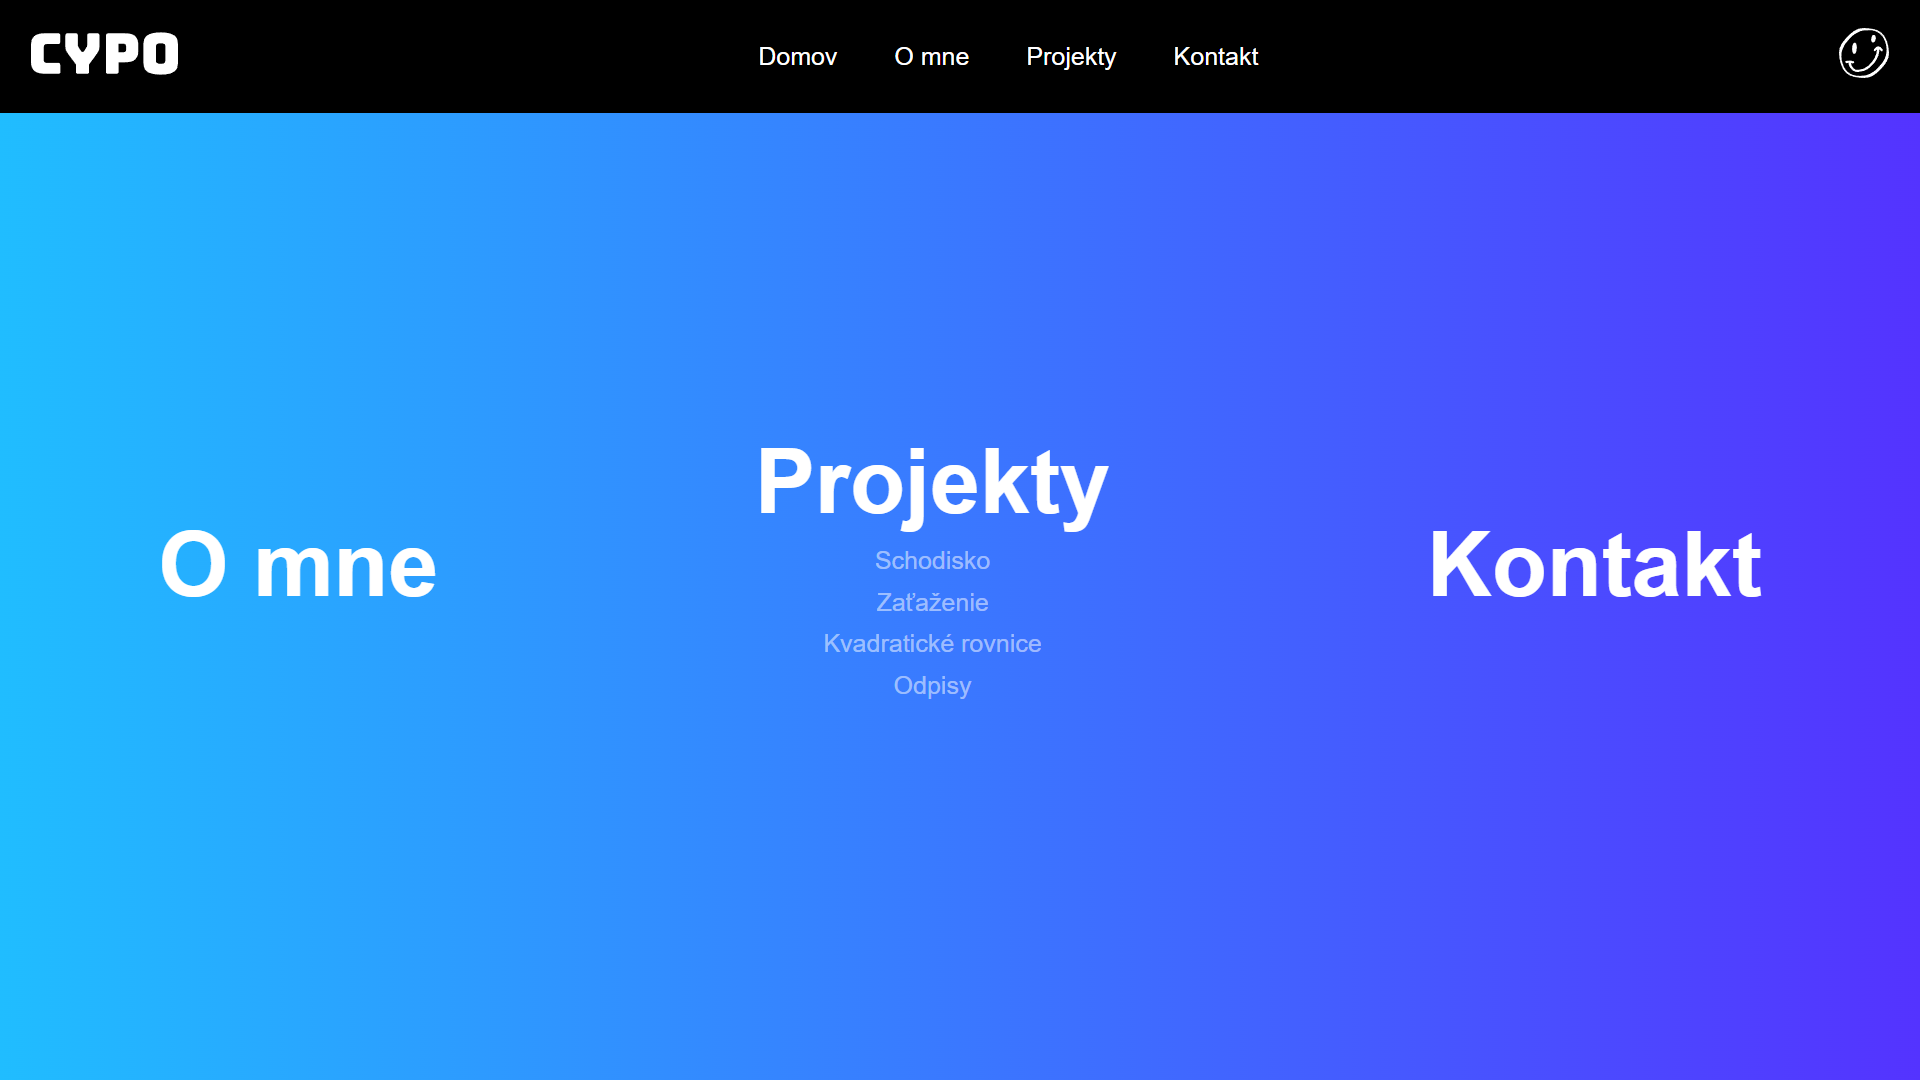 CYPO
Domov
O mne
Projekty
Kontakt
O mne
Projekty
Schodisko
Zaťaženie
Kvadratické rovnice
Odpisy
Kontakt